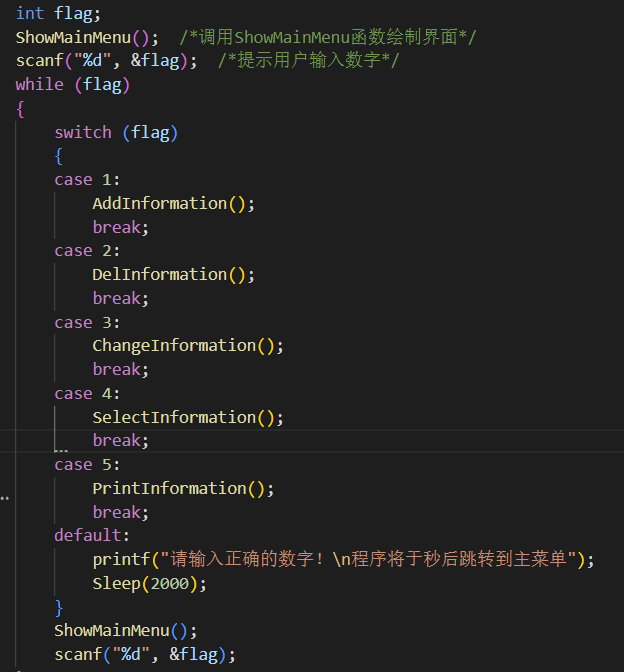 int flag;
ShowMainMenu();  /*调用ShowMainMenu函数绘制界面*/
scanf("%d", &flag);  /*提示用户输入数字*/
while (flag)
{
    switch (flag)
    {
    case 1:
        AddInformation();
        break;
    case 2:
        DelInformation();
        break;
    case 3:
        ChangeInformation();
        break;
    case 4:
        SelectInformation();
        break;
    case 5:
        PrintInformation();
        break;
    default:
        printf("请输入正确的数字！\n程序将于秒后跳转到主菜单");
        Sleep(2000);
    }
    ShowMainMenu();
    scanf("%d", &flag);